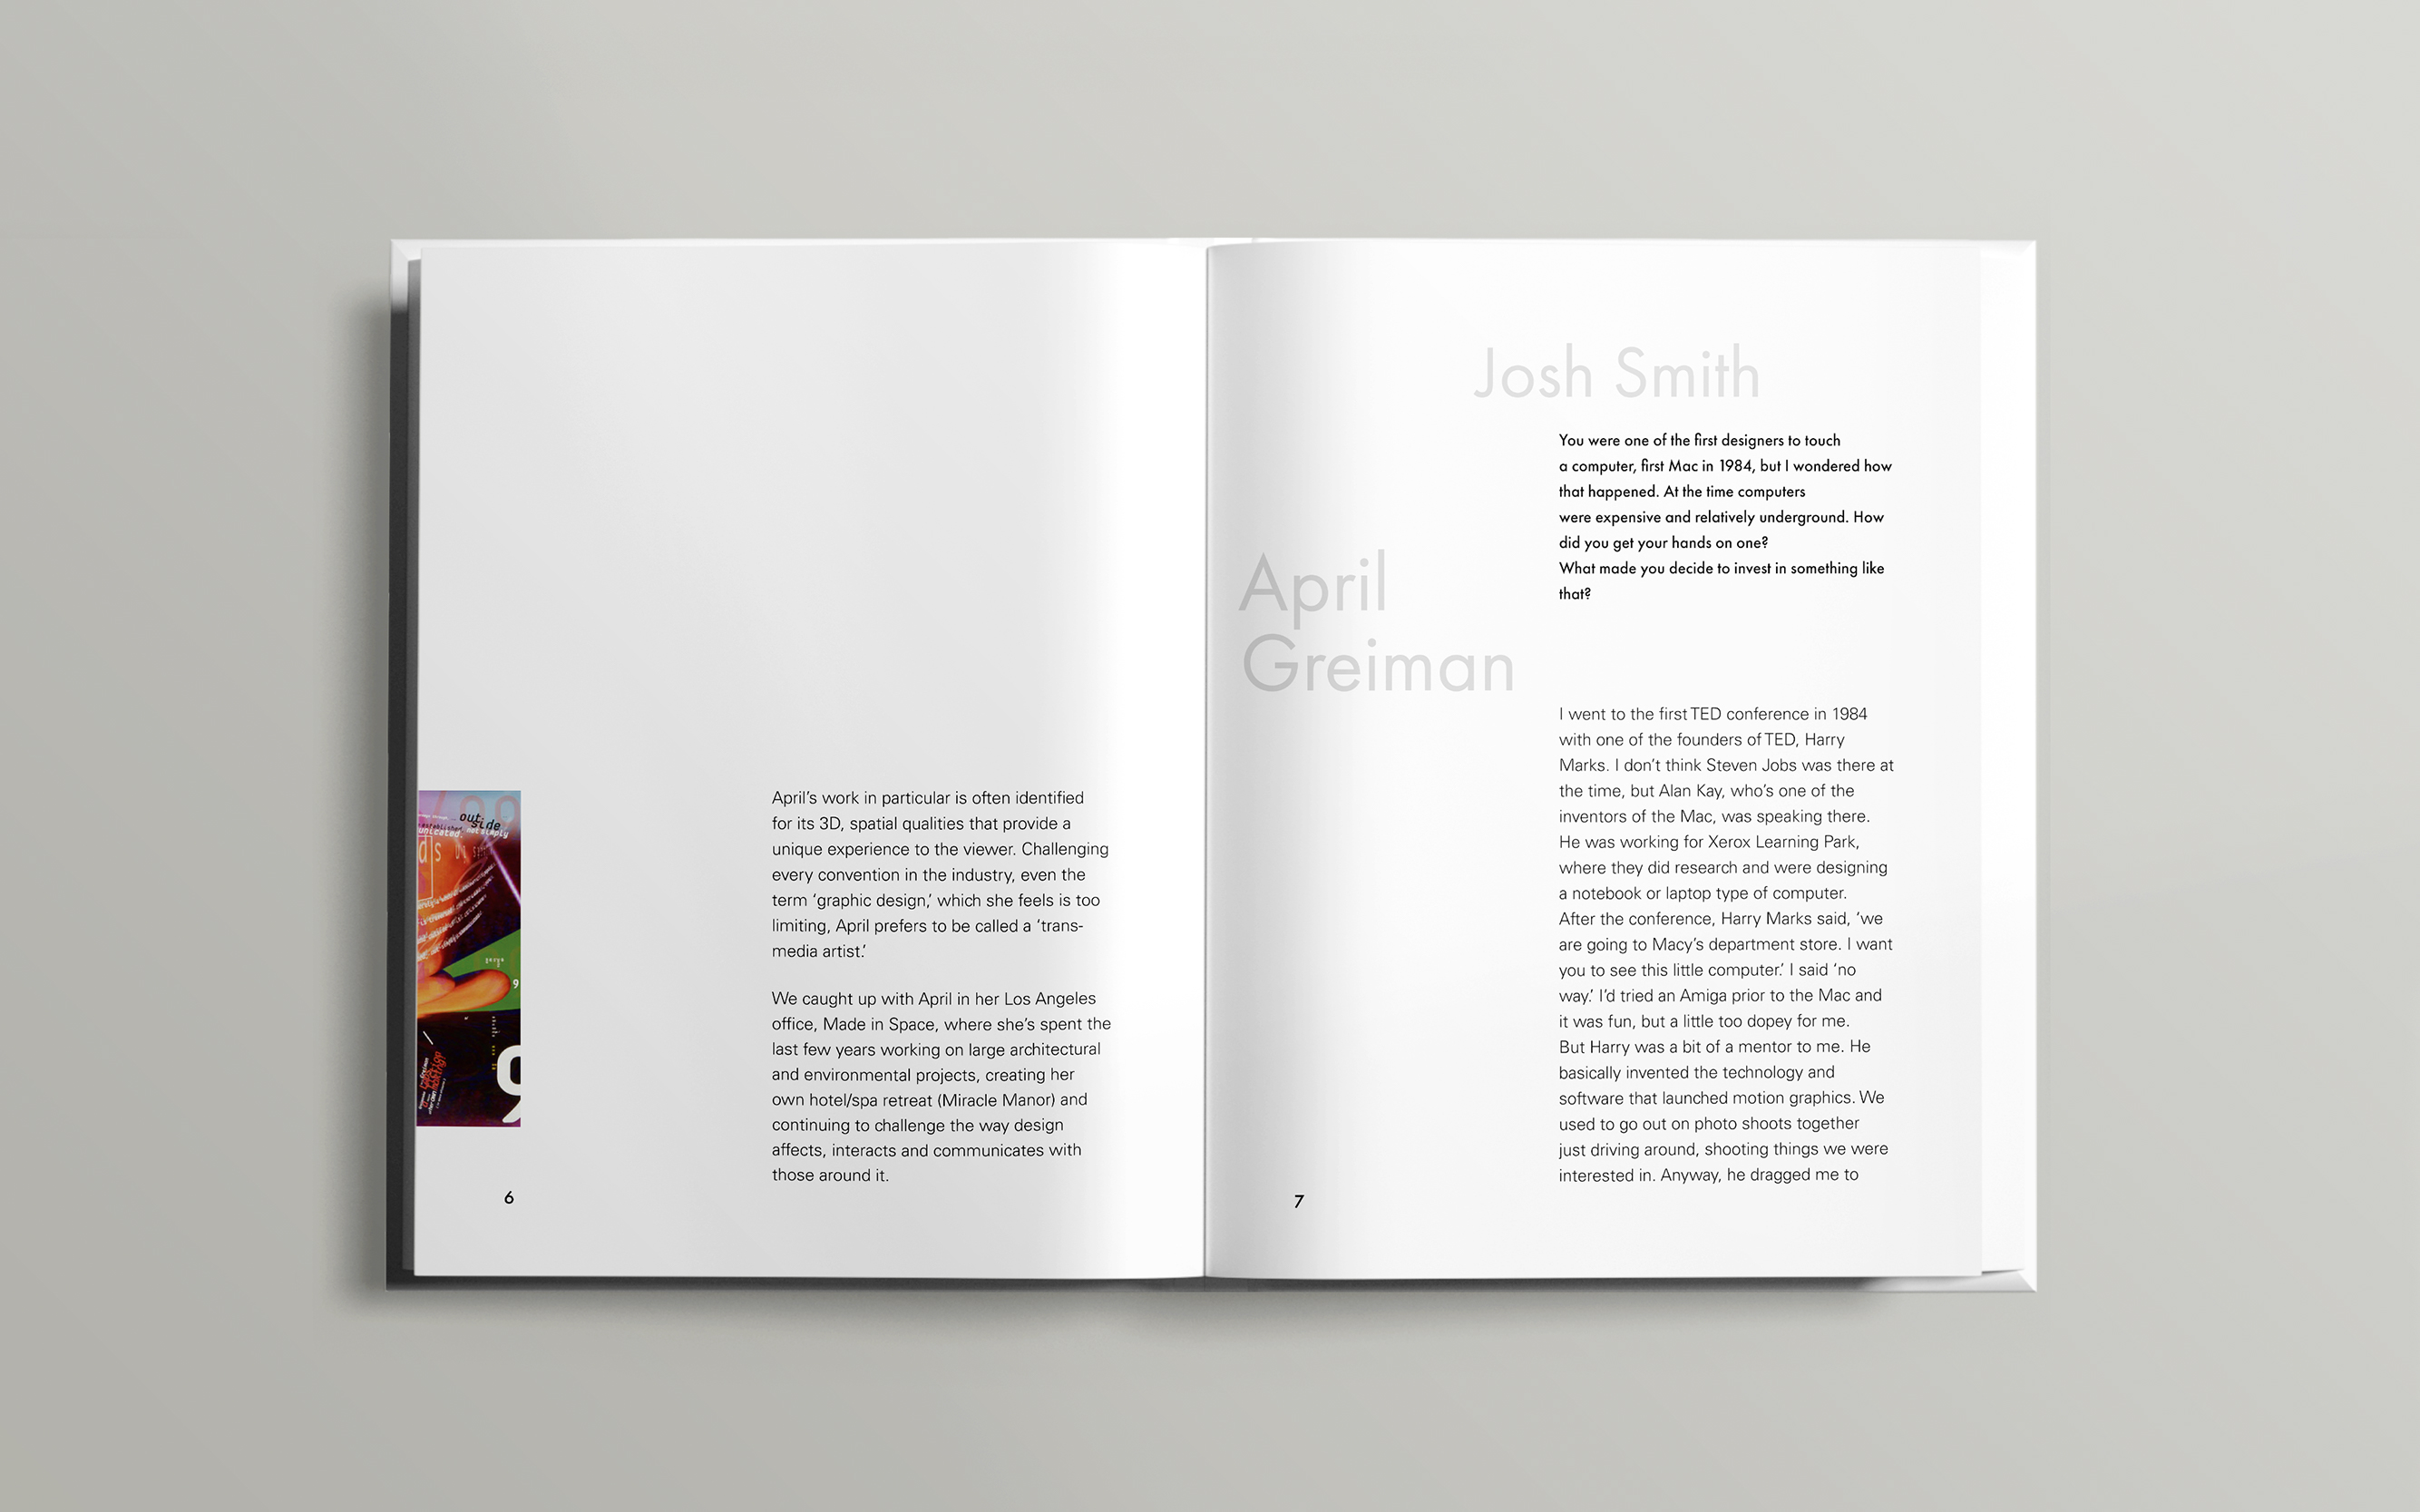 out
side
unicated. not simply
d s
9
April's work in particular is often identified
for its 3D, spatial qualities that provide a
unique experience to the viewer. Challenging
every convention in the industry, even the
term ‘graphic design,’ which she feels is too
limiting, April prefers to be called a ‘trans-
media artist.’
We caught up with April in her Los Angeles
office, Made in Space, where she’s spent the
last few years working on large architectural
and environmental projects, creating her
own hotel/spa retreat (Miracle Manor) and
continuing to challenge the way design
affects, interacts and communicates with
those around it.
6
Josh Smith
You were one of the first designers to touch
a computer, first Mac in 1984, but I wondered how
that happened. At the time computers
were expensive and relatively underground. How
did you get your hands on one?
What made you decide to invest in something like
that?
April
Greiman
I went to the first TED conference in 1984
with one of the founders of TED, Harry
Marks. I don’t think Steven Jobs was there at
the time, but Alan Kay, who’s one of the
inventors of the Mac, was speaking there.
He was working for Xerox Learning Park,
where they did research and were designing
a notebook or laptop type of computer.
After the conference, Harry Marks said, ‘we
are going to Macy’s department store. I want
you to see this little computer.’ I said ‘no
way.’ I’d tried an Amiga prior to the Mac and
it was fun, but a little too dopey for me.
But Harry was a bit of a mentor to me. He
basically invented the technology and
software that launched motion graphics. We
used to go out on photo shoots together
just driving around, shooting things we were
interested in. Anyway, he dragged me to
7